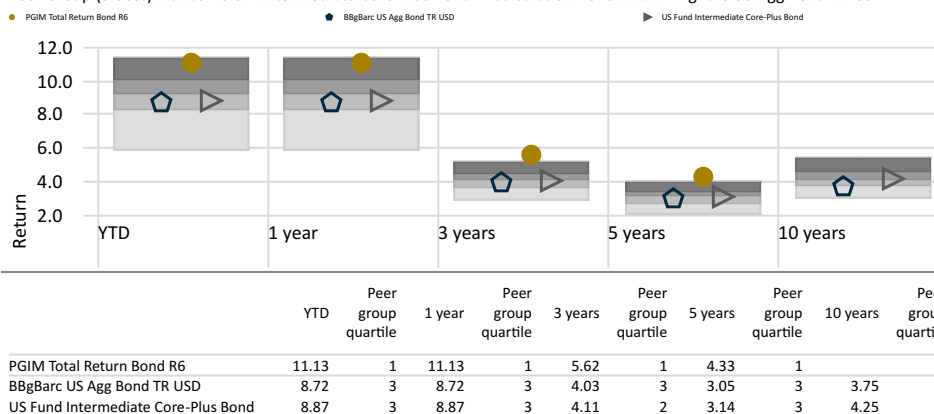 PGIM Total Return Bond R6 BBgBarc US Agg Bond TR USD US Fund Intermediate Core-Plus Bond
12.0
10.0
8.0
6.0
4.0
2.0
Return
YTD 1 year 3 years 5 years 10 years
YTD Peer group quartile 1 year Peer group quartile 3 years Peer group quartile 5 years Peer group quartile 10 years
PGIM Total Return Bond R6 11.13 1 11.13 1 5.62 1 4.33 1
BBgBarc US Agg Bond TR USD 8.72 3 8.72 3 4.03 3 3.05 3 3.75
US Fund Intermediate Core-Plus Bond 8.87 3 8.87 3 4.11 2 3.14 3 4.25